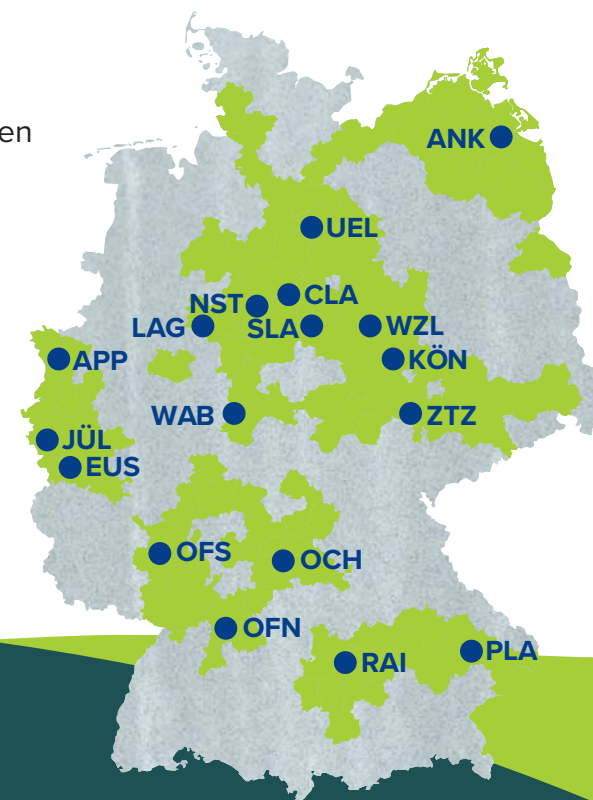 en
ANK
UEL
CLA
NST
LAG
SLA
WZL
APP
KÖN
WAB
ZTZ
JÜL
EUS
OFS
OCH
OFN
RAI
PLA